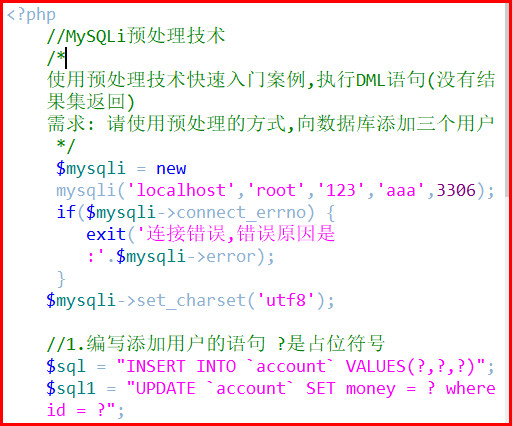 <?php
//MySQLi预处理技术
/*
使用预处理技术快速入门案例,执行DML语句(没有结
果集返回)
需求: 请使用预处理的方式,向数据库添加三个用户
*/
$mysqli = new
mysqli('localhost','root','123','aaa',3306);
if($mysqli->connect_errno) {
exit('连接错误,错误原因是
:'.$mysqli->error);
}
$mysqli->set_charset('utf8');
//1.编写添加用户的语句 ?是占位符号
$sql = "INSERT INTO `account` VALUES(?,?,?)";
$sql1 = "UPDATE `account` SET money = ? where
id = ?";